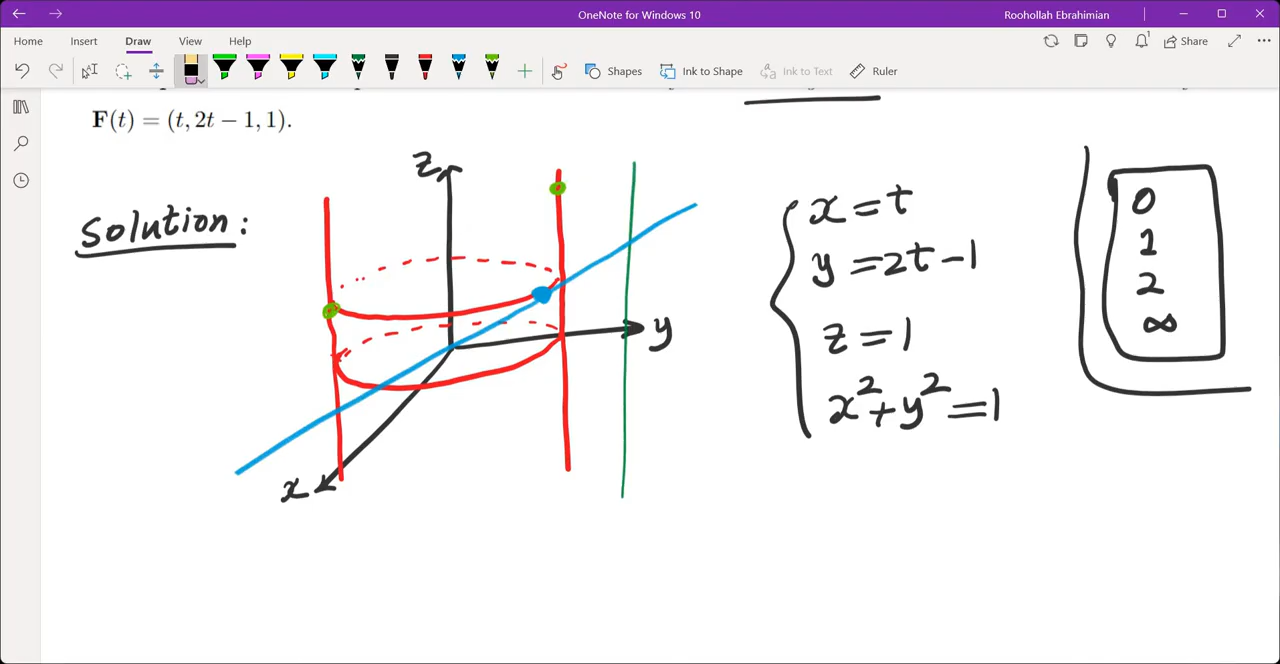 OneNote for Windows 10
Roohollah Ebrahimian
Home Insert Draw View Help
Share
Shapes Ink to Shape Ink to Text Ruler
F(t) = (t, 2t − 1, 1).
Solution:
z
y
x
x = t
y = 2t - 1
z = 1
x² + y² = 1
0
1
2
∞